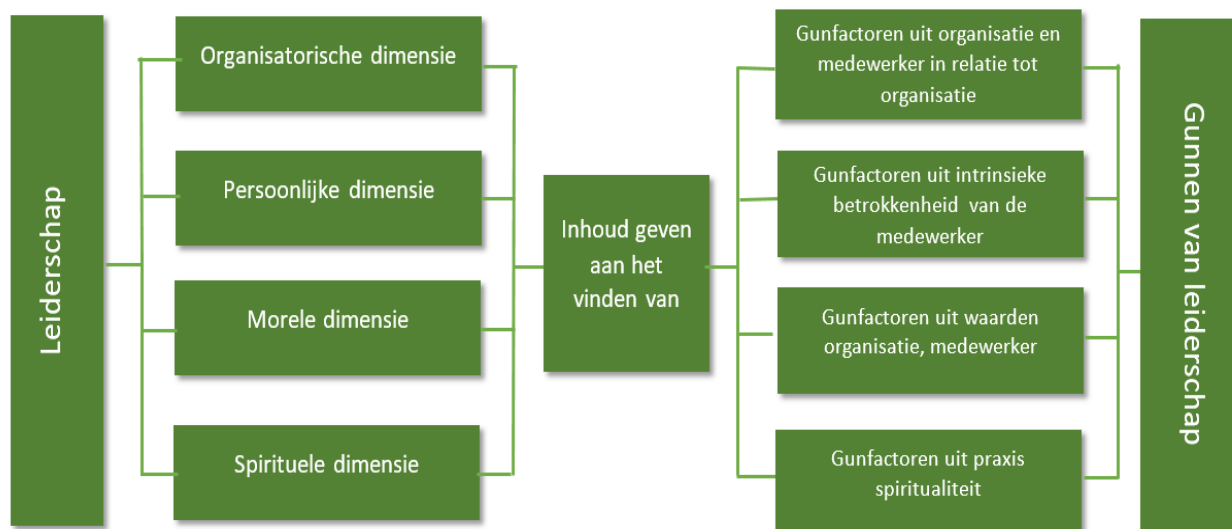 Leiderschap
Organisatorische dimensie
Persoonlijke dimensie
Morele dimensie
Spirituele dimensie
Inhoud geven
aan het
vinden van
Gunfactoren uit organisatie en
medewerker in relatie tot
organisatie
Gunfactoren uit intrinsieke
betrokkenheid van de
medewerker
Gunfactoren uit waarden
organisatie, medewerker
Gunfactoren uit praxis
spiritualiteit
Gunnen van leiderschap